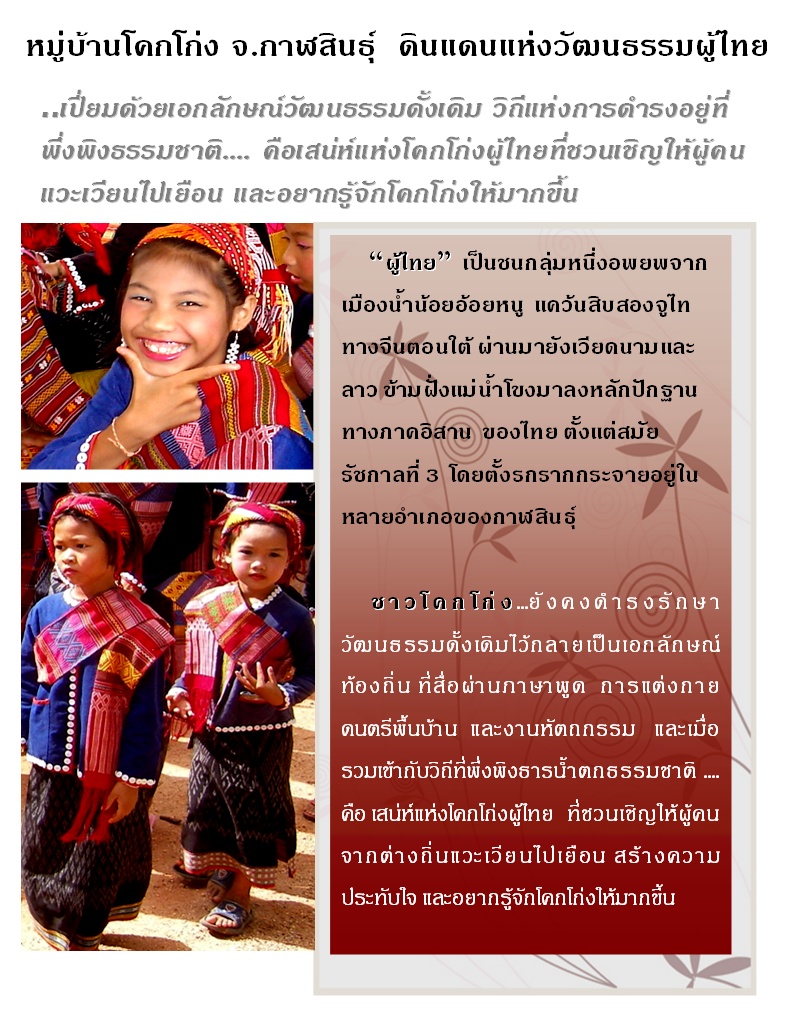 หมู่บ้านโคกโก่ง จ.กาฬสินธุ์ ดินแดนแห่งวัฒนธรรมผู้ไทย
..เปี่ยมด้วยเอกลักษณ์วัฒนธรรมดั้งเดิม วิถีแห่งการดำรงอยู่ที่
พึ่งพิงธรรมชาติ.... คือเสน่ห์แห่งโคกโก่งผู้ไทยที่ชวนเชิญให้ผู้คน
แวะเวียนไปเยือน และอยากรู้จักโคกโก่งให้มากขึ้น
“ผู้ไทย” เป็นชนกลุ่มหนึ่งอพยพจาก
เมืองน้ำน้อยอ้อยหนู แคว้นสิบสองจูไท
ทางจีนตอนใต้ ผ่านมายังเวียดนามและ
ลาว ข้ามฝั่งแม่น้ำโขงมาลงหลักปักฐาน
ทางภาคอิสาน ของไทย ตั้งแต่สมัย
รัชกาลที่ 3 โดยตั้งรกรากกระจายอยู่ใน
หลายอำเภอของกาฬสินธุ์
ชาวโคกโก่ง...ยังคงดำรงรักษา
วัฒนธรรมดั้งเดิมไว้กลายเป็นเอกลักษณ์
ท้องถิ่น ที่สื่อผ่านภาษาพูด การแต่งกาย
ดนตรีพื้นบ้าน และงานหัตถกรรม และเมื่อ
รวมเข้ากับวิถีที่พึ่งพิงธารน้ำตกธรรมชาติ ....
คือ เสน่ห์แห่งโคกโก่งผู้ไทย ที่ชวนเชิญให้ผู้คน
จากต่างถิ่นแวะเวียนไปเยือน สร้างความ
ประทับใจ และอยากรู้จักโคกโก่งให้มากขึ้น